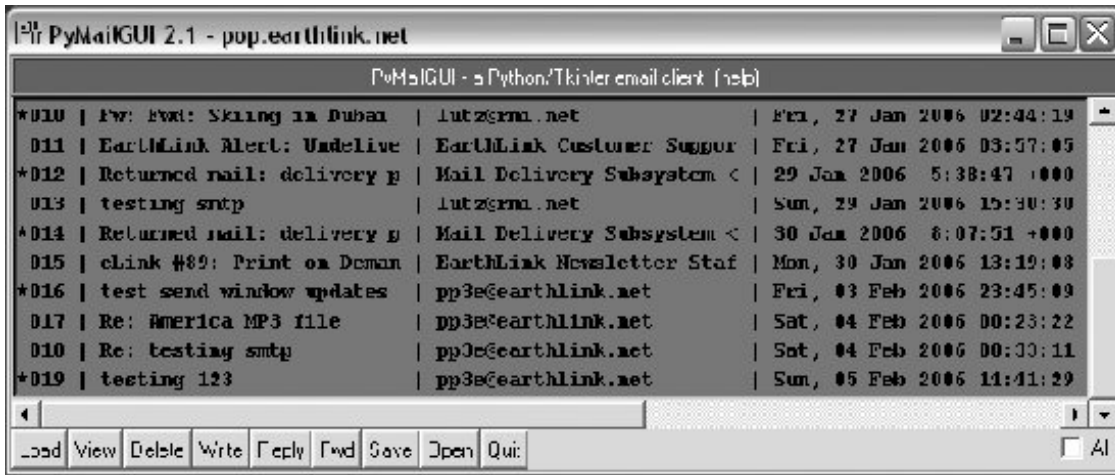 PyMailGUI 2.1 - pop.earthlink.net
PyMailGUI - a Python/Tkinter email client (help)
*010 | Fw: Fwd: Skiing in Dubai | lutz@rmi.net | Fri, 27 Jan 2006 02:44:19
011 | EarthLink Alert: Undelive | EarthLink Customer Suppor | Fri, 27 Jan 2006 03:57:05
*012 | Returned mail: delivery p | Mail Delivery Subsystem < | 29 Jan 2006 5:38:47 +000
013 | testing smtp | lutz@rmi.net | Sun, 29 Jan 2006 15:30:30
*014 | Returned mail: delivery p | Mail Delivery Subsystem < | 30 Jan 2006 8:07:51 +000
015 | eLink #89: Print on Deman | EarthLink Newsletter Staf | Mon, 30 Jan 2006 13:19:08
*016 | test send window updates | pp3e@earthlink.net | Fri, 03 Feb 2006 23:45:09
017 | Re: America MP3 file | pp3e@earthlink.net | Sat, 04 Feb 2006 00:23:22
018 | Re: testing smtp | pp3e@earthlink.net | Sat, 04 Feb 2006 00:33:11
*019 | testing 123 | pp3e@earthlink.net | Sun, 05 Feb 2006 11:41:29
Load View Delete Write Reply Fwd Save Open Quit All